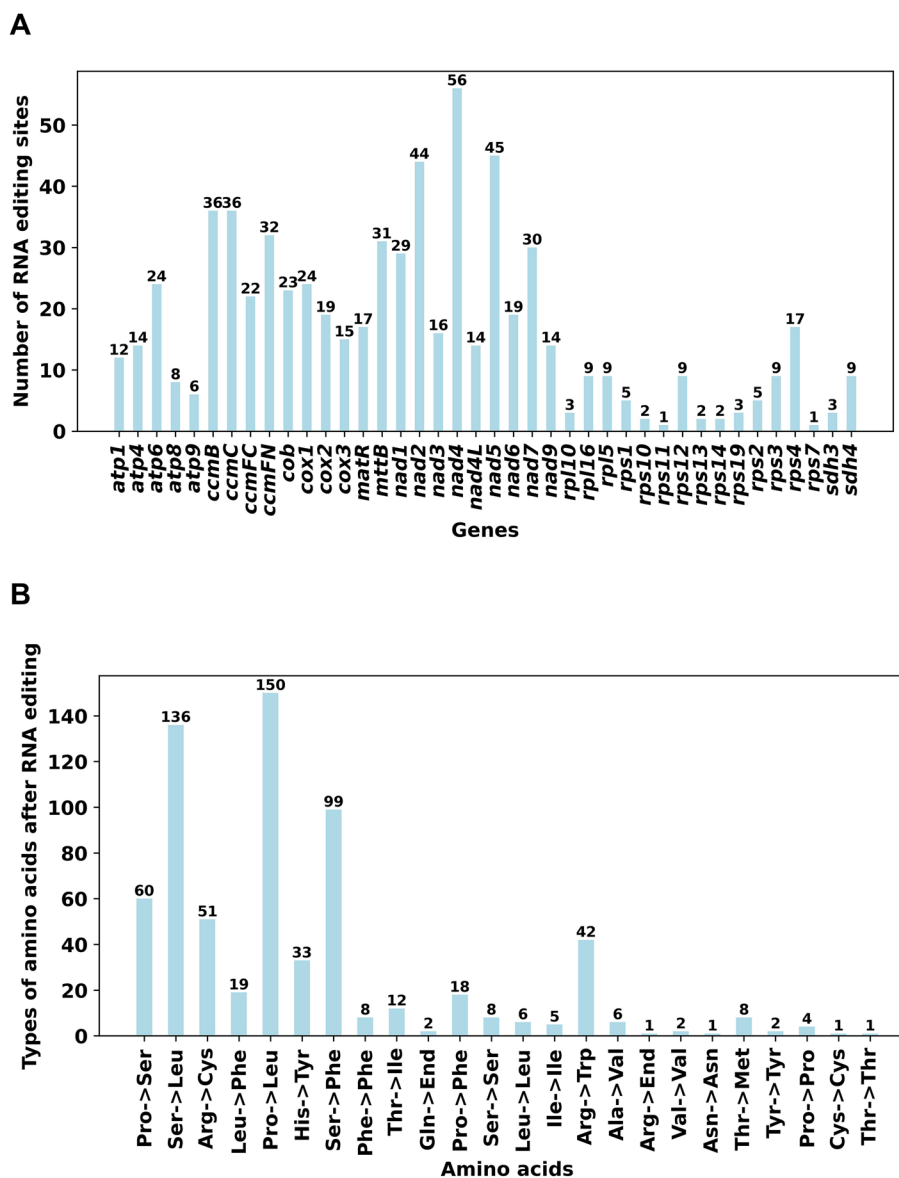 A
Number of RNA editing sites
50
40
30
20
10
0
12 14 24 8 6 36 36 22 32 23 24 19 15 17 31 29 44 16 56 14 45 19 30 14 3 9 9 5 2 1 9 2 2 3 5 9 17 1 3 9
atp1 atp4 atp6 atp8 atp9 ccmB ccmC ccmFC ccmFN cob cox1 cox2 cox3 matR mttB nad1 nad2 nad3 nad4 nad4L nad5 nad6 nad7 nad9 rpl10 rpl16 rpl5 rps1 rps10 rps11 rps12 rps13 rps14 rps19 rps2 rps3 rps4 rps7 sdh3 sdh4
Genes
B
Types of amino acids after RNA editing
140
120
100
80
60
40
20
0
60 136 51 19 150 33 99 8 12 2 18 8 6 5 42 6 1 2 1 8 2 4 1 1
Pro->Ser Ser->Leu Arg->Cys Leu->Phe Pro->Leu His->Tyr Ser->Phe Phe->Phe Thr->Ile Gln->End Pro->Phe Ser->Ser Leu->Leu Ile->Ile Arg->Trp Ala->Val Arg->End Val->Val Asn->Asn Thr->Met Tyr->Tyr Pro->Pro Cys->Cys Thr->Thr
Amino acids